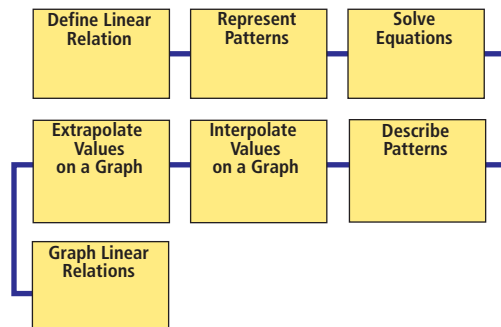 Define Linear
Relation
Represent
Patterns
Solve
Equations
Extrapolate
Values
on a Graph
Interpolate
Values
on a Graph
Describe
Patterns
Graph Linear
Relations